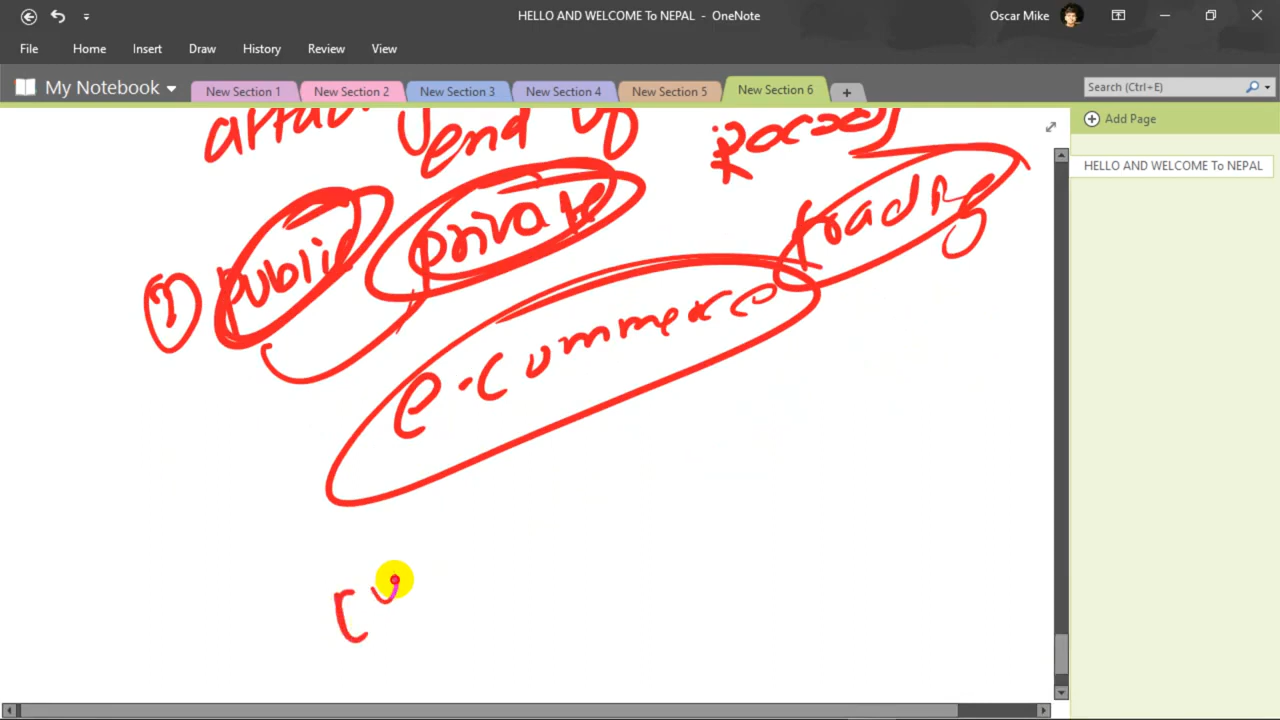 HELLO AND WELCOME To NEPAL - OneNote
Oscar Mike
File Home Insert Draw History Review View
My Notebook
New Section 1 New Section 2 New Section 3 New Section 4 New Section 5 New Section 6
Search (Ctrl+E)
Add Page
HELLO AND WELCOME To NEPAL
public private trading
e-commerce